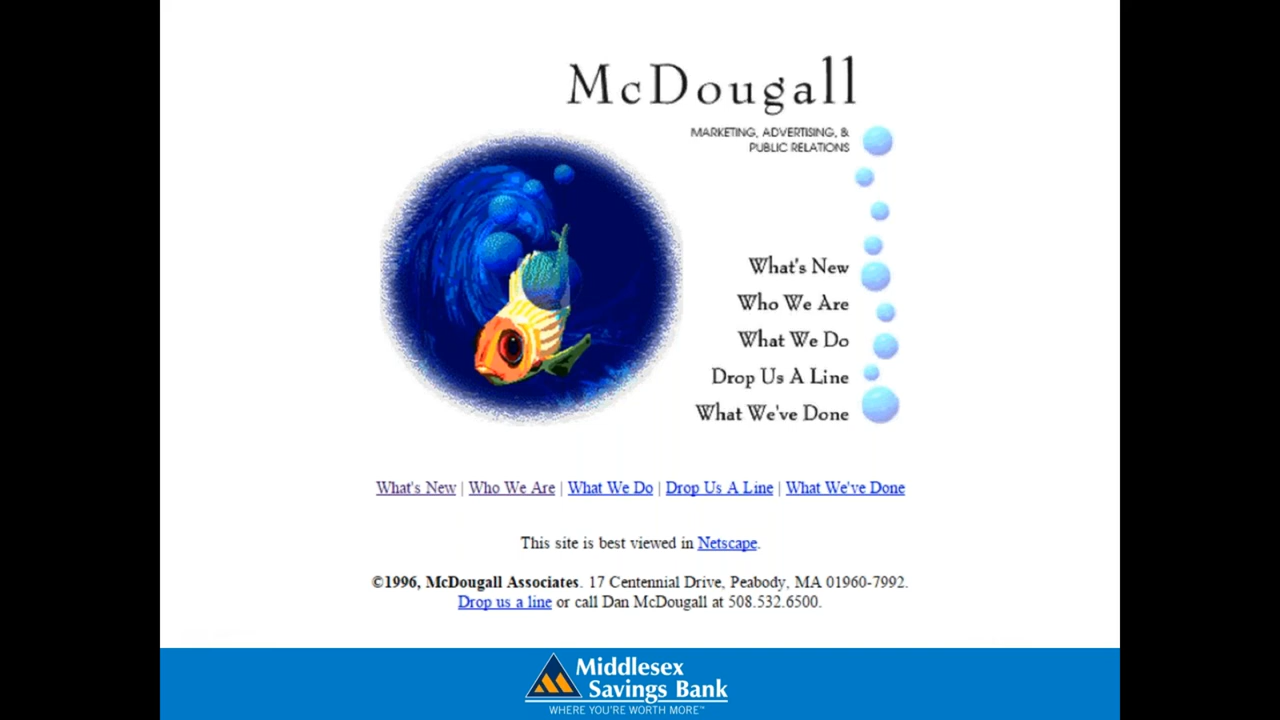 McDougall
MARKETING, ADVERTISING, &
PUBLIC RELATIONS
What's New
Who We Are
What We Do
Drop Us A Line
What We've Done
What's New | Who We Are | What We Do | Drop Us A Line | What We've Done
This site is best viewed in Netscape.
©1996, McDougall Associates. 17 Centennial Drive, Peabody, MA 01960-7992.
Drop us a line or call Dan McDougall at 508.532.6500.
Middlesex
Savings Bank
WHERE YOU'RE WORTH MORE™